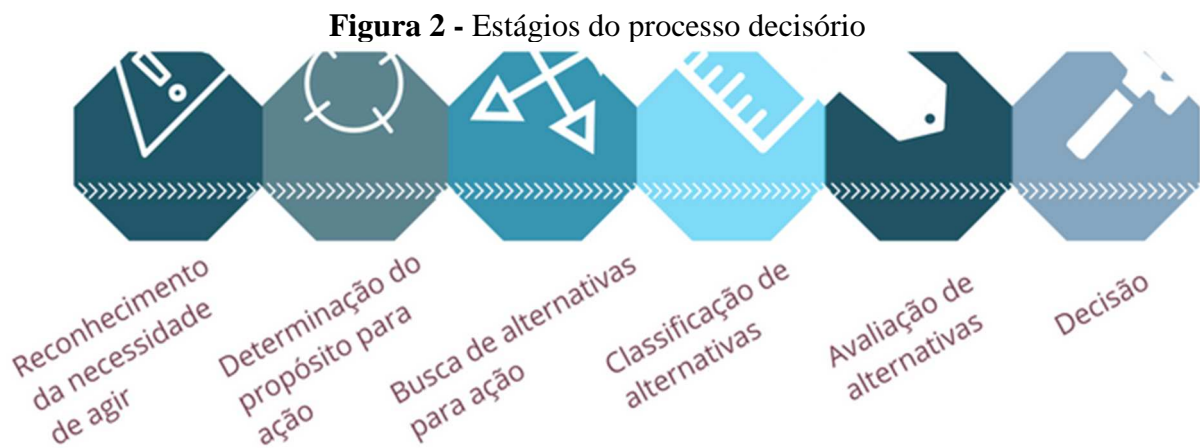 Figura 2 - Estágios do processo decisório
Reconhecimento
da necessidade
de agir
Determinação do
propósito para
ação
Busca de alternativas
para ação
Classificação de
alternativas
Avaliação de
alternativas
Decisão